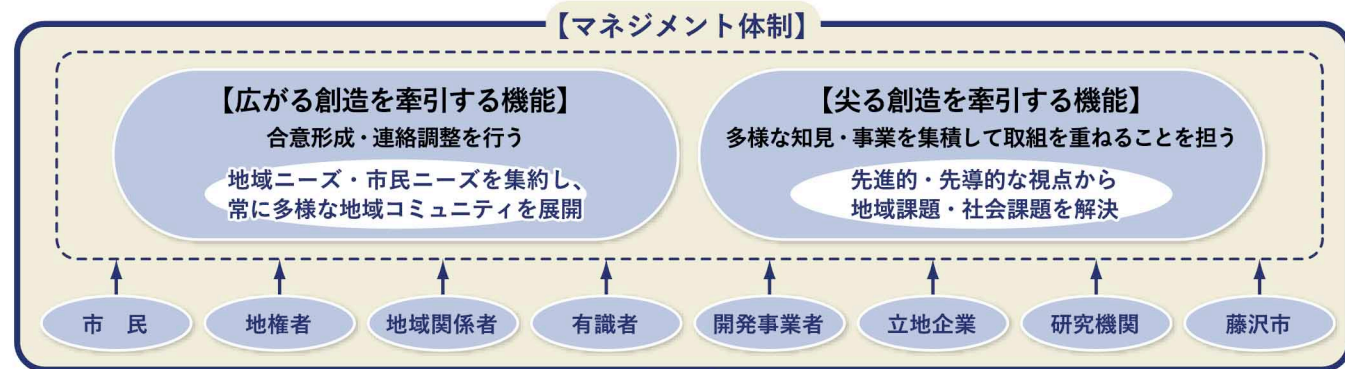 【マネジメント体制】
【広がる創造を牽引する機能】
合意形成・連絡調整を行う
地域ニーズ・市民ニーズを集約し、
常に多様な地域コミュニティを展開
【尖る創造を牽引する機能】
多様な知見・事業を集積して取組を重ねることを担う
先進的・先導的な視点から
地域課題・社会課題を解決
市　民
地権者
地域関係者
有識者
開発事業者
立地企業
研究機関
藤沢市